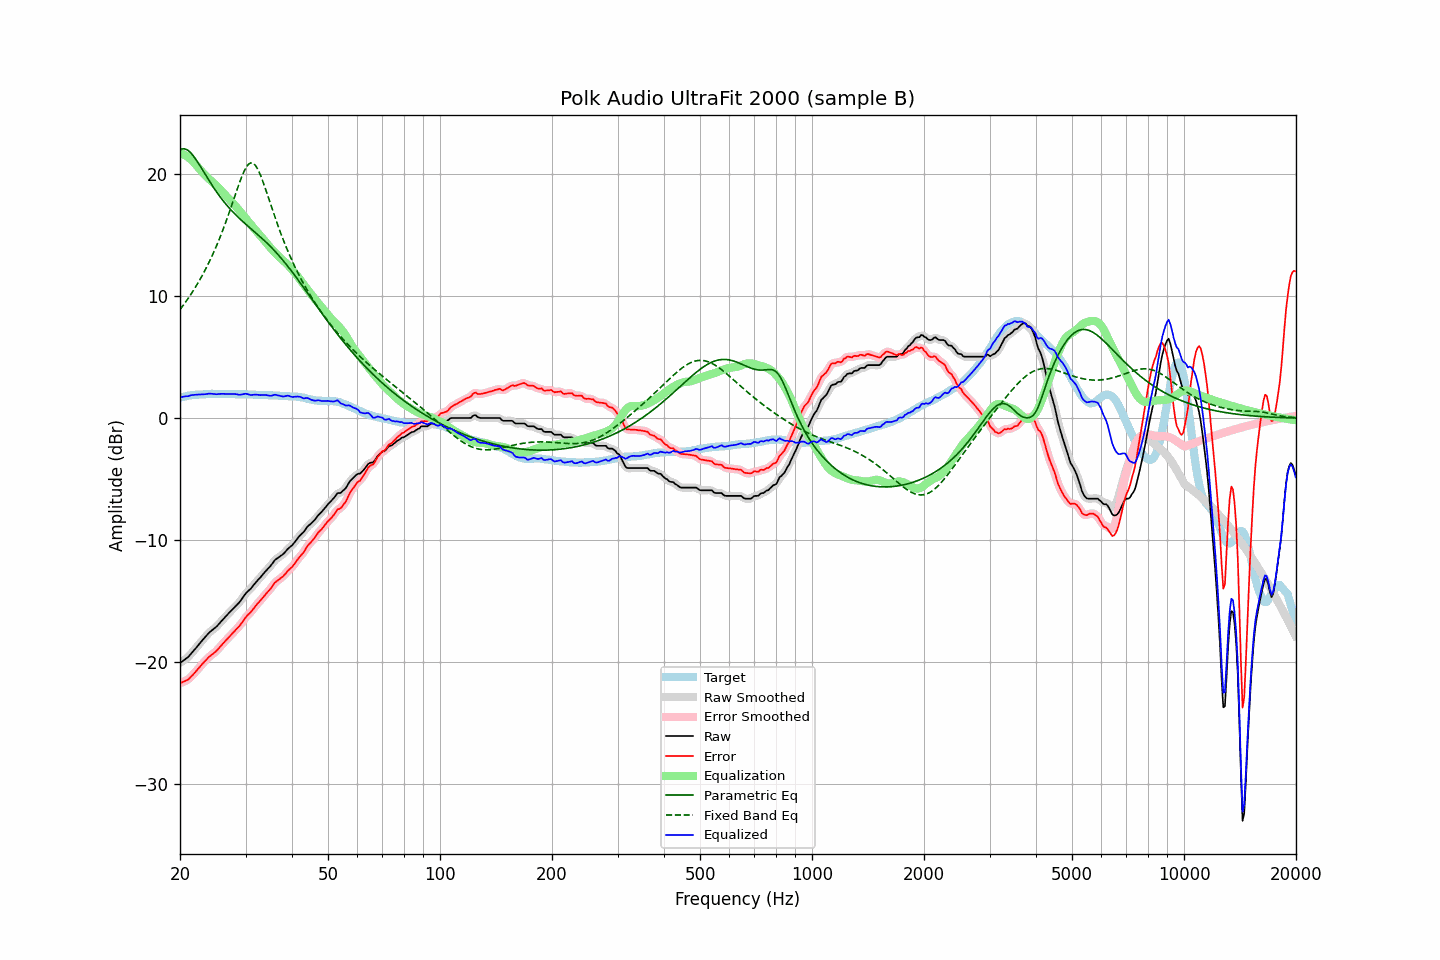 Polk Audio UltraFit 2000 (sample B)
Amplitude (dBr)
20
10
0
−10
−20
−30
Target
Raw Smoothed
Error Smoothed
Raw
Error
Equalization
Parametric Eq
Fixed Band Eq
Equalized
20 50 100 200 500 1000 2000 5000 10000 20000
Frequency (Hz)